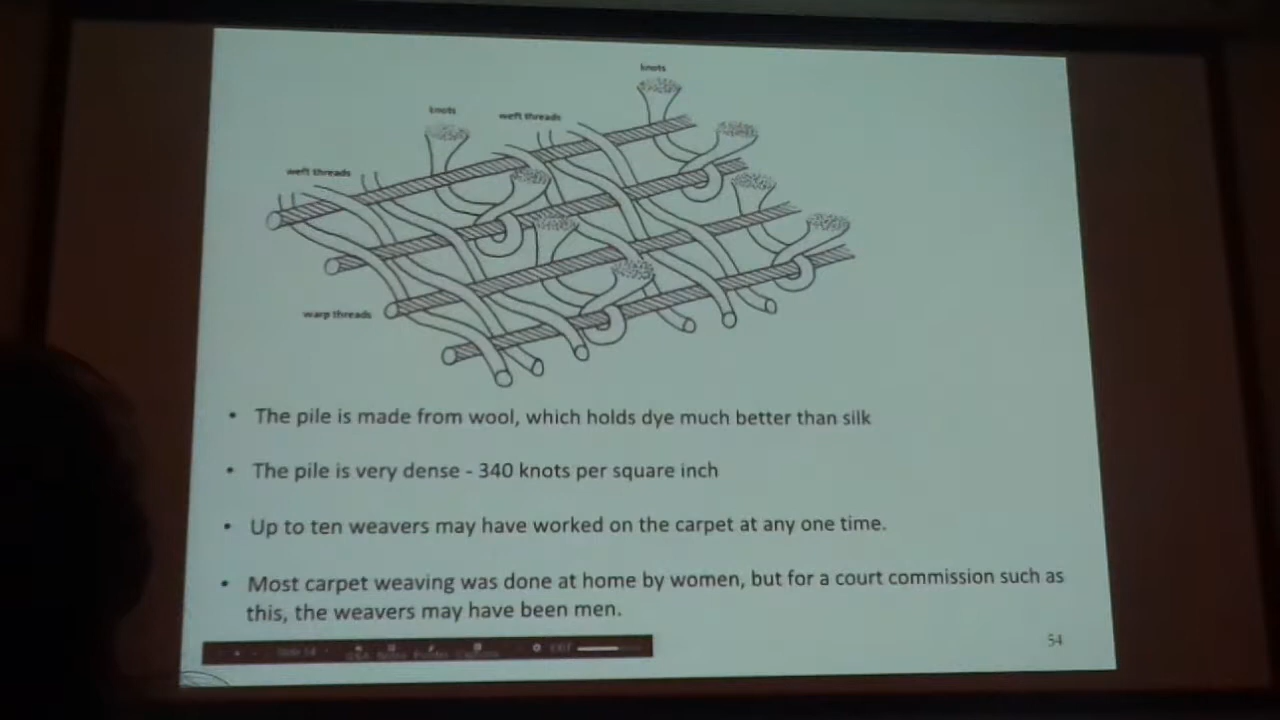 knots
knots
weft threads
weft threads
warp threads
• The pile is made from wool, which holds dye much better than silk
• The pile is very dense - 340 knots per square inch
• Up to ten weavers may have worked on the carpet at any one time.
• Most carpet weaving was done at home by women, but for a court commission such as
this, the weavers may have been men.
54